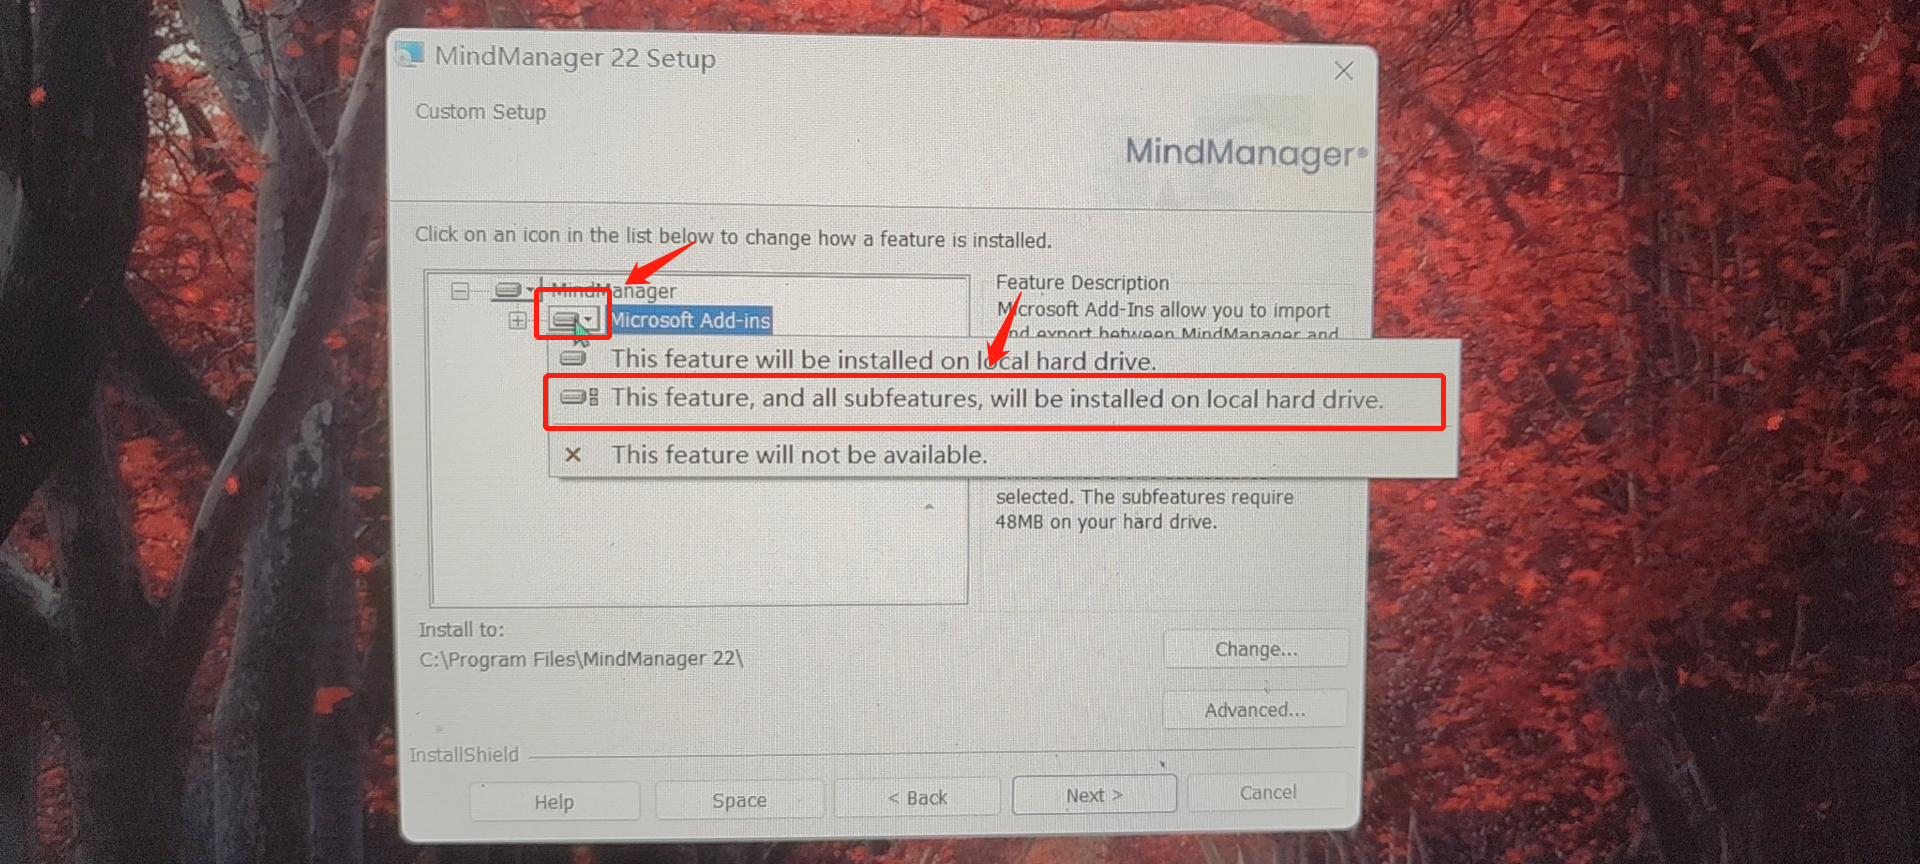 MindManager 22 Setup
Custom Setup
MindManager®
Click on an icon in the list below to change how a feature is installed.
MindManager
Microsoft Add-ins
Feature Description
Microsoft Add-Ins allow you to import
and export between MindManager and
This feature will be installed on local hard drive.
This feature, and all subfeatures, will be installed on local hard drive.
This feature will not be available.
selected. The subfeatures require
48MB on your hard drive.
Install to:
C:\Program Files\MindManager 22\
Change...
Advanced...
InstallShield
Help
Space
< Back
Next >
Cancel